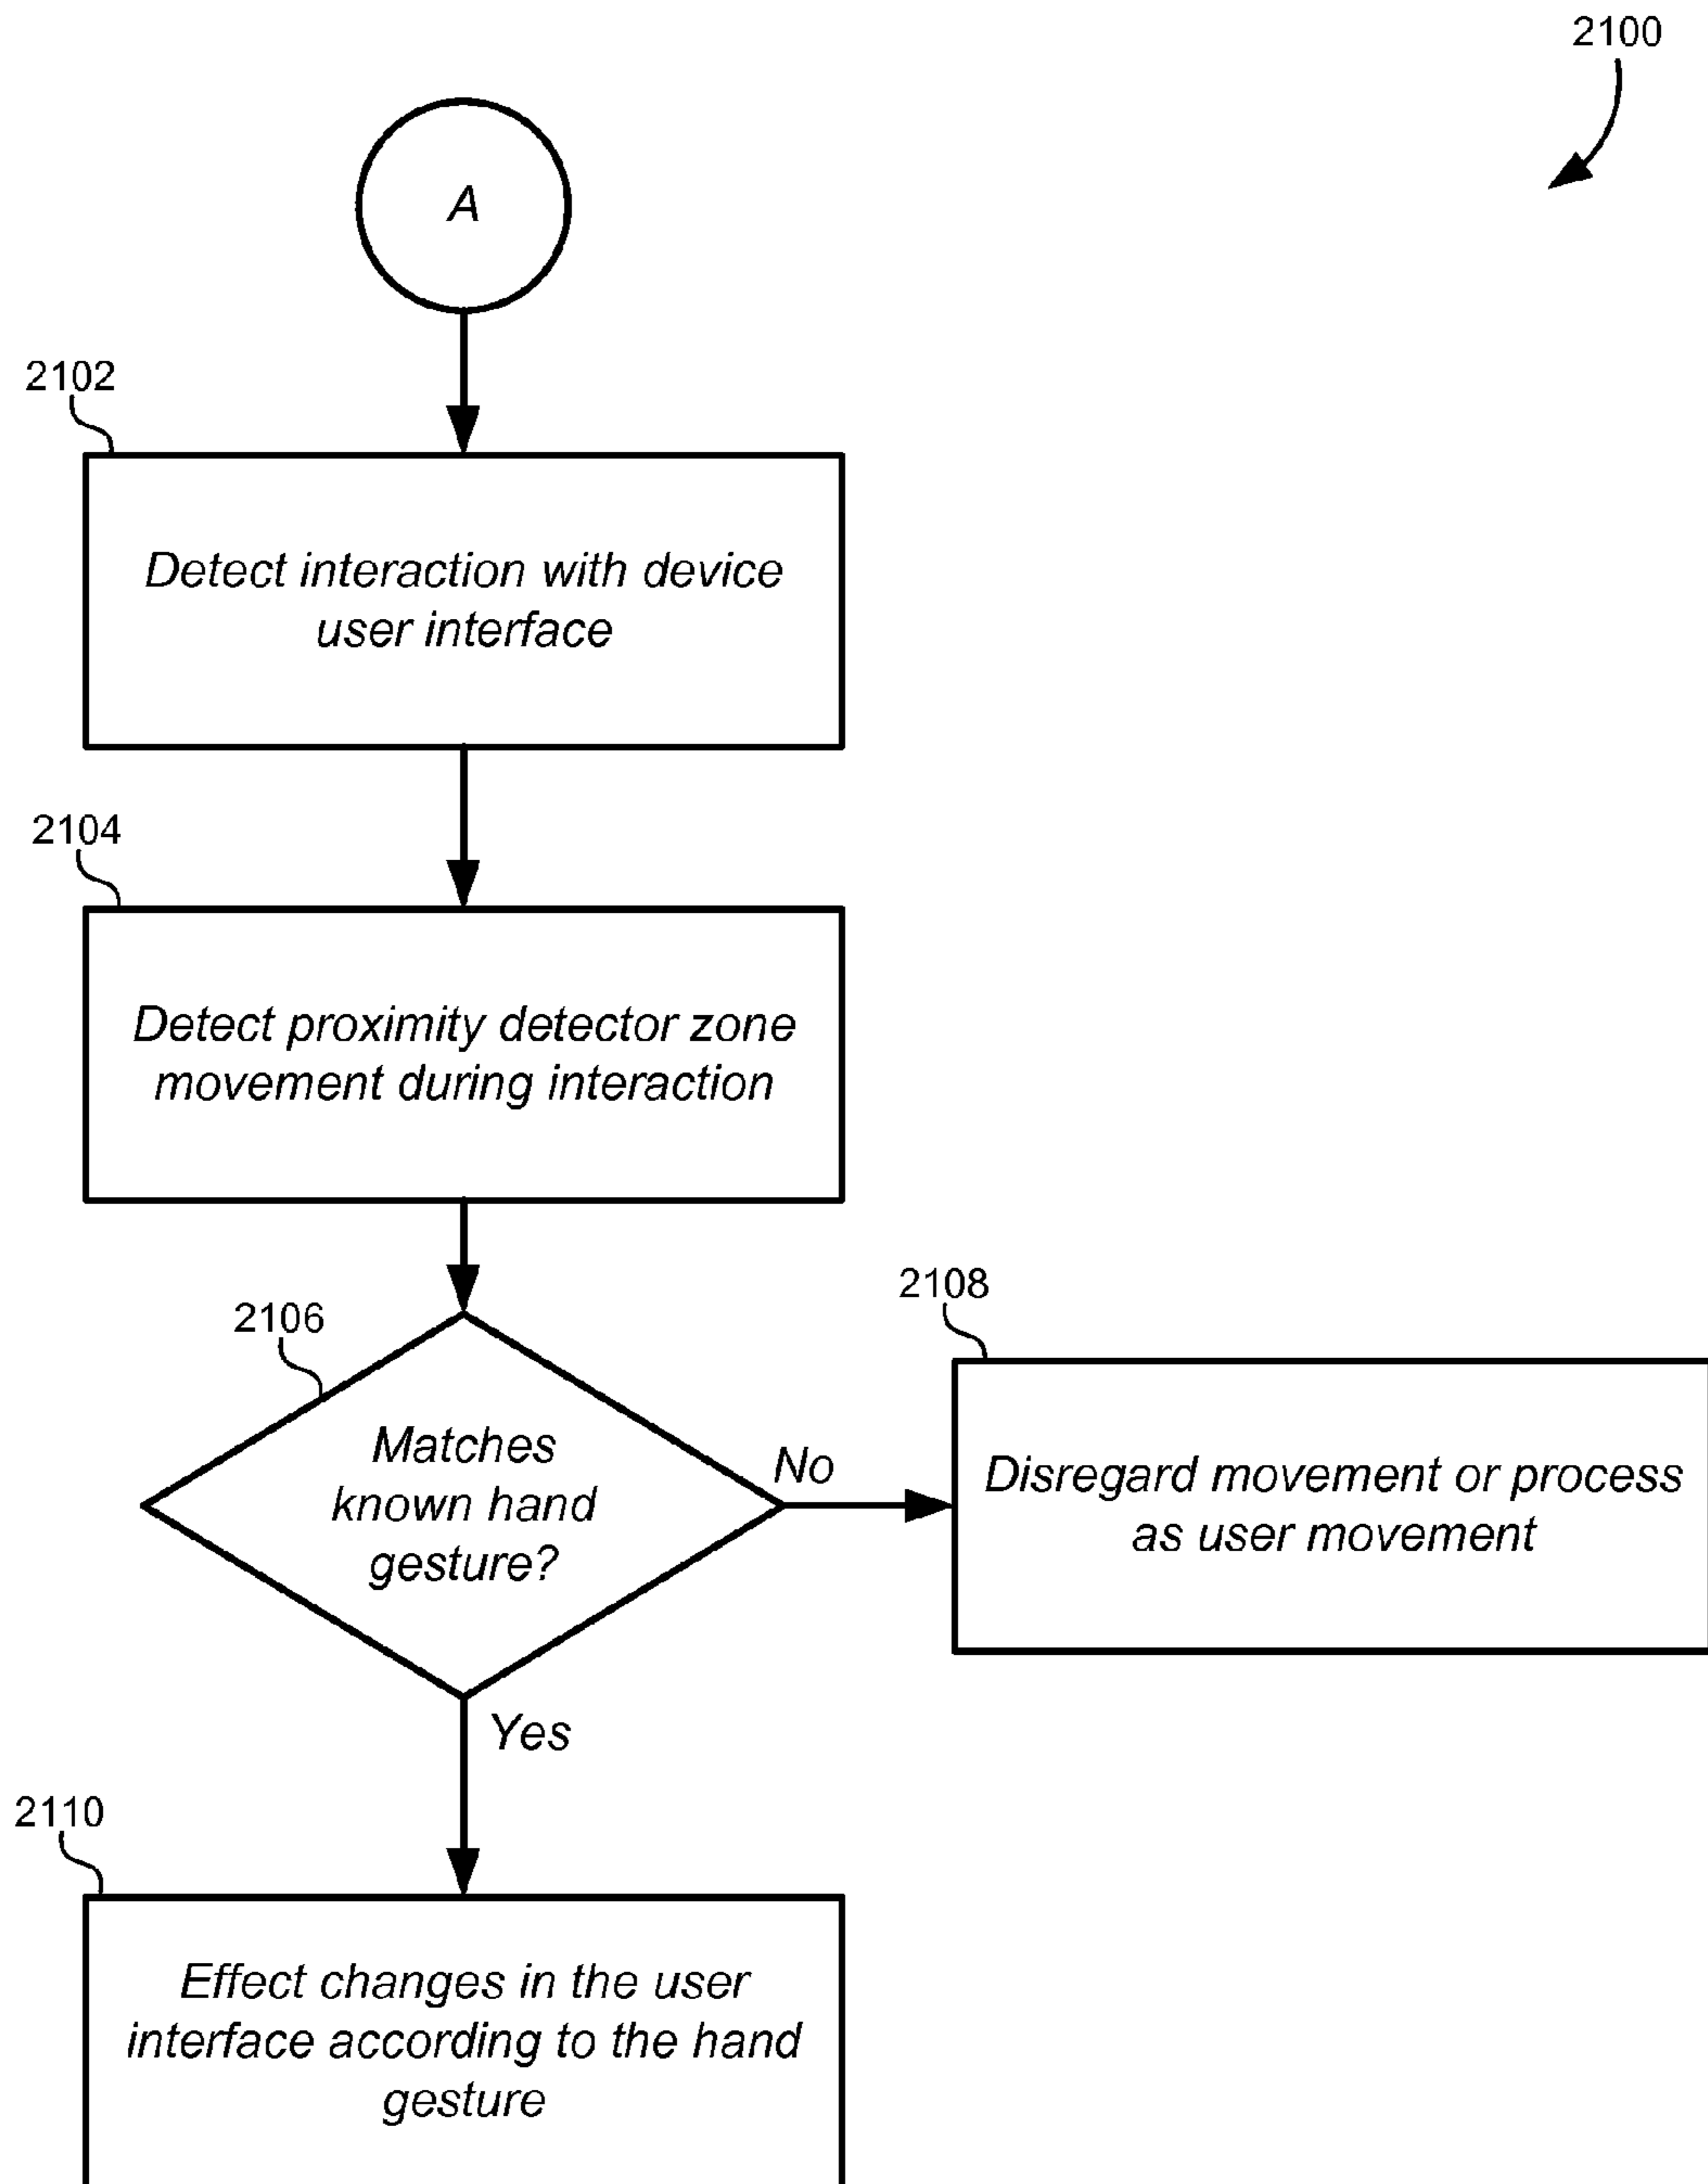 2100
A
2102
Detect interaction with device
user interface
2104
Detect proximity detector zone
movement during interaction
2106
Matches
known hand
gesture?
No
2108
Disregard movement or process
as user movement
Yes
2110
Effect changes in the user
interface according to the hand
gesture